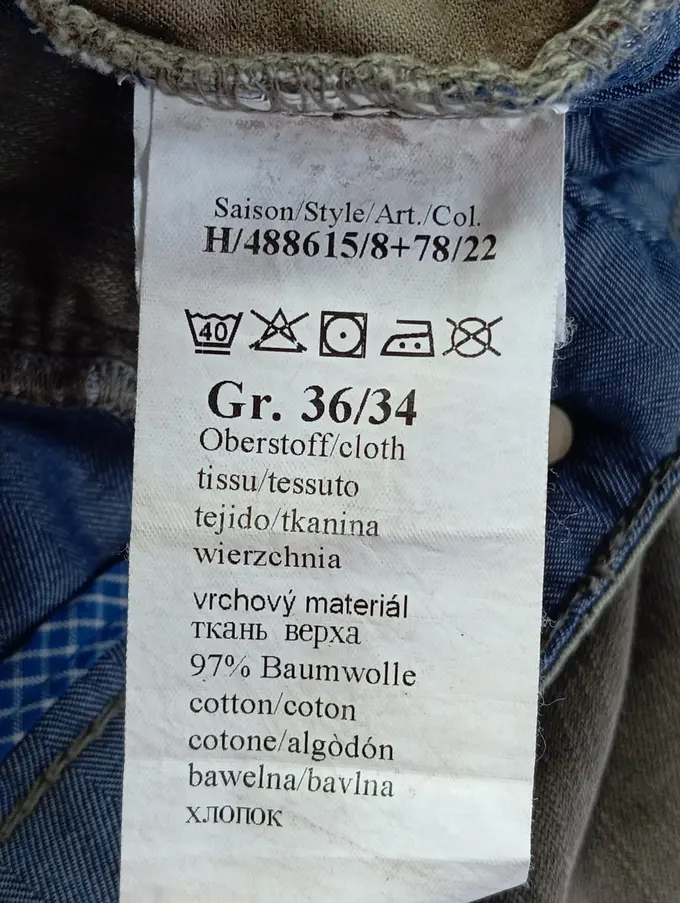 Saison/Style/Art./Col.
H/488615/8+78/22
40
Gr. 36/34
Oberstoff/cloth
tissu/tessuto
tejido/tkanina
wierzchnia
vrchový materiál
ткань верха
97% Baumwolle
cotton/coton
cotone/algòdón
bawelna/bavlna
хлопок